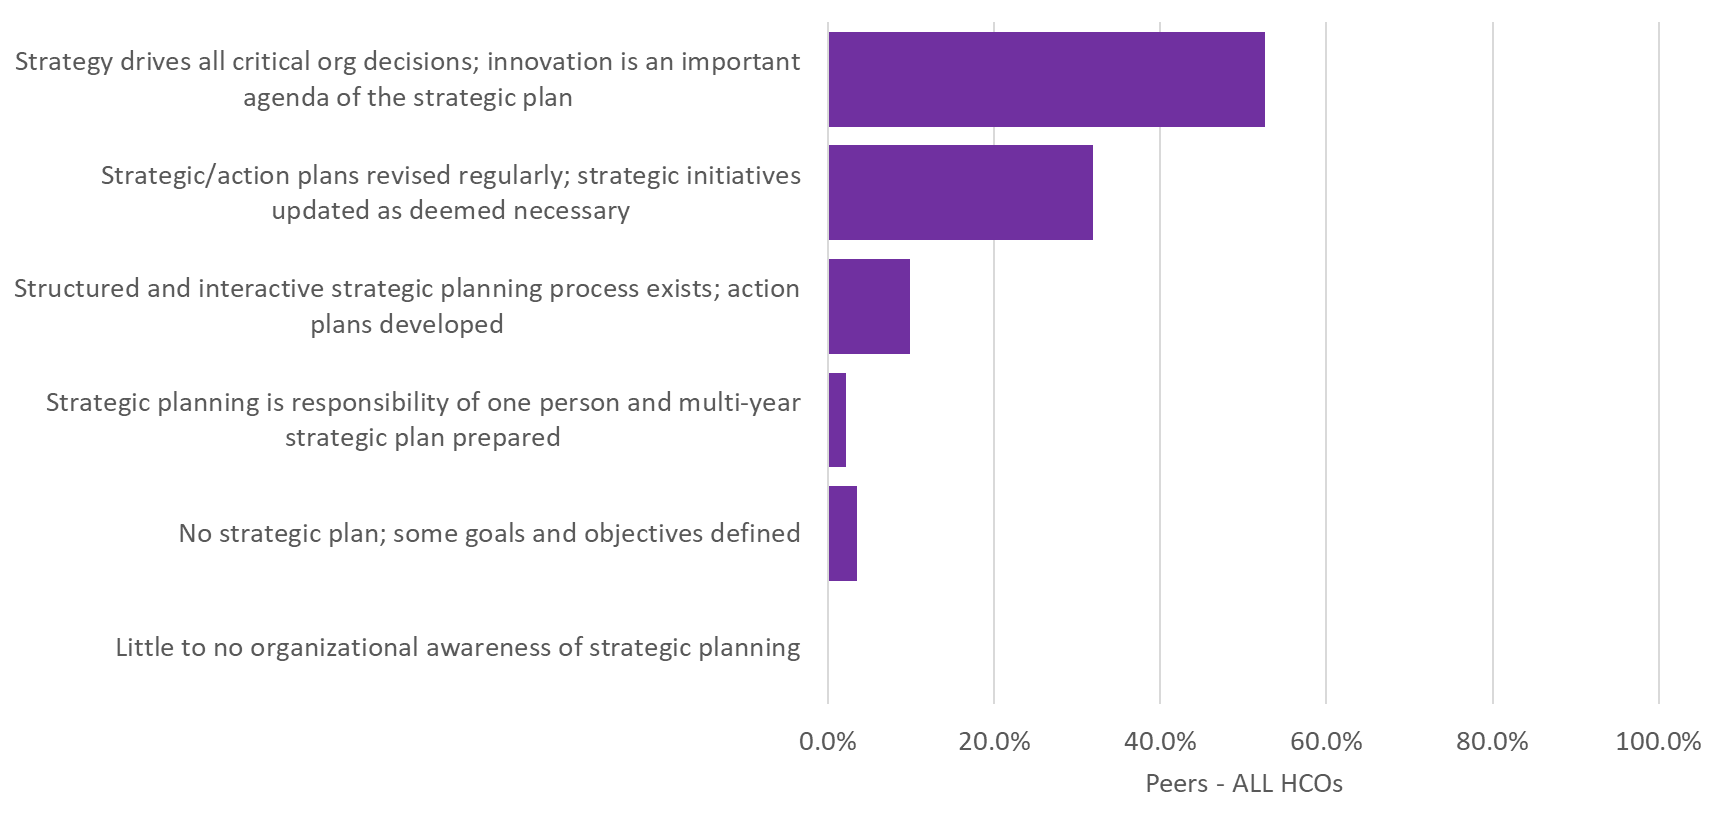 Strategy drives all critical org decisions; innovation is an important
agenda of the strategic plan
Strategic/action plans revised regularly; strategic initiatives
updated as deemed necessary
Structured and interactive strategic planning process exists; action
plans developed
Strategic planning is responsibility of one person and multi-year
strategic plan prepared
No strategic plan; some goals and objectives defined
Little to no organizational awareness of strategic planning
0.0% 20.0% 40.0% 60.0% 80.0% 100.0%
Peers - ALL HCOs